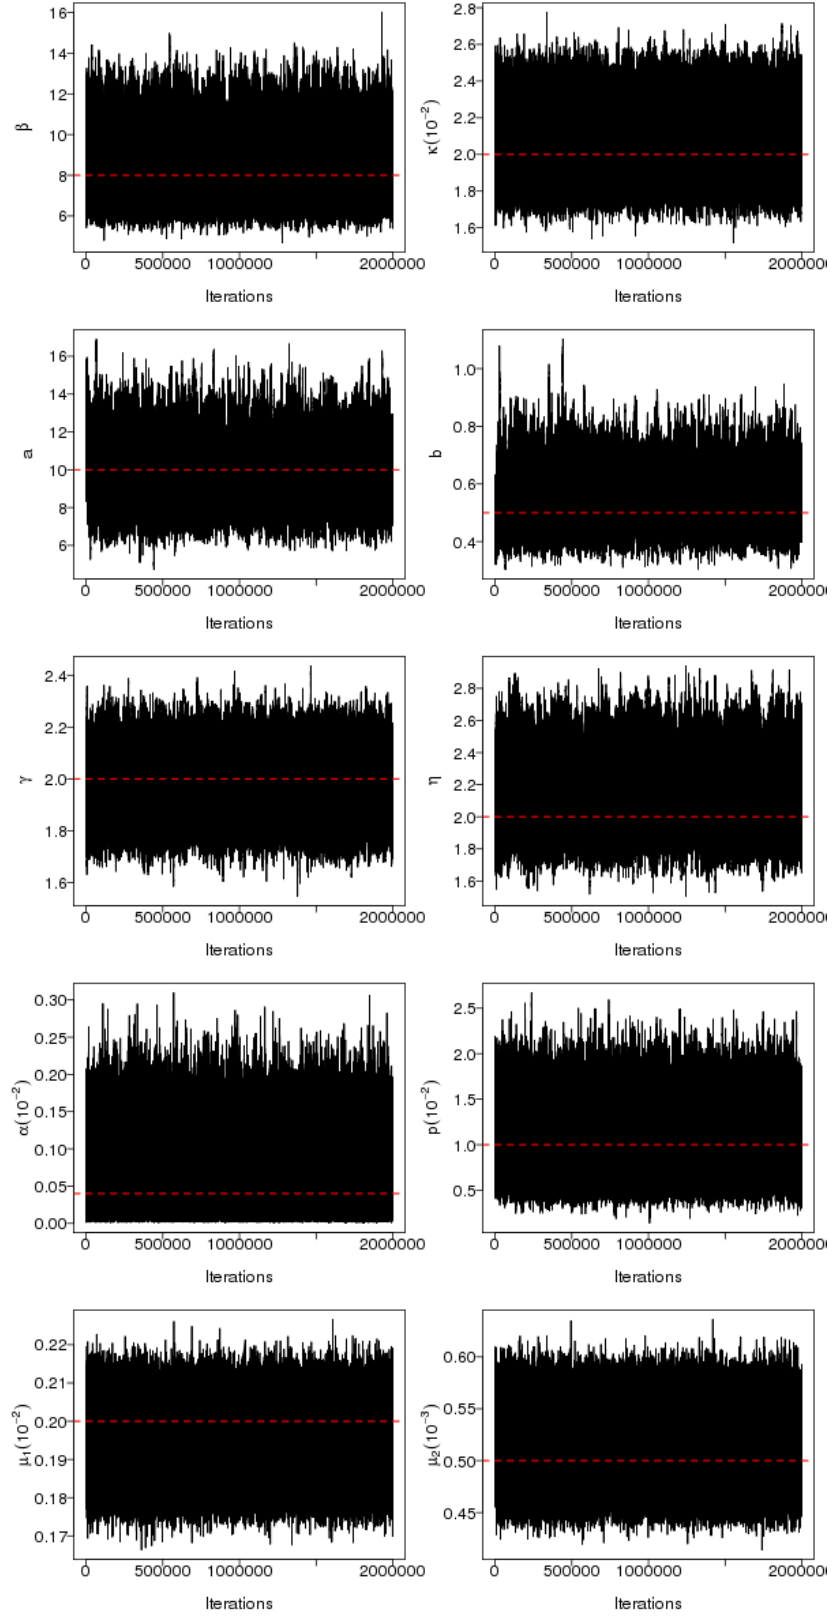 16
14
12
10
8
6
β
0 500000 1000000 2000000
Iterations
2.8
2.6
2.4
2.2
2.0
1.8
1.6
κ(10⁻²)
0 500000 1000000 2000000
Iterations
16
14
12
10
8
6
a
0 500000 1000000 2000000
Iterations
1.0
0.8
0.6
0.4
b
0 500000 1000000 2000000
Iterations
2.4
2.2
2.0
1.8
1.6
γ
0 500000 1000000 2000000
Iterations
2.8
2.6
2.4
2.2
2.0
1.8
1.6
η
0 500000 1000000 2000000
Iterations
0.30
0.25
0.20
0.15
0.10
0.05
0.00
α(10⁻²)
0 500000 1000000 2000000
Iterations
2.5
2.0
1.5
1.0
0.5
p(10⁻²)
0 500000 1000000 2000000
Iterations
0.22
0.21
0.20
0.19
0.18
0.17
μ₁(10⁻²)
0 500000 1000000 2000000
Iterations
0.60
0.55
0.50
0.45
μ₂(10⁻³)
0 500000 1000000 2000000
Iterations